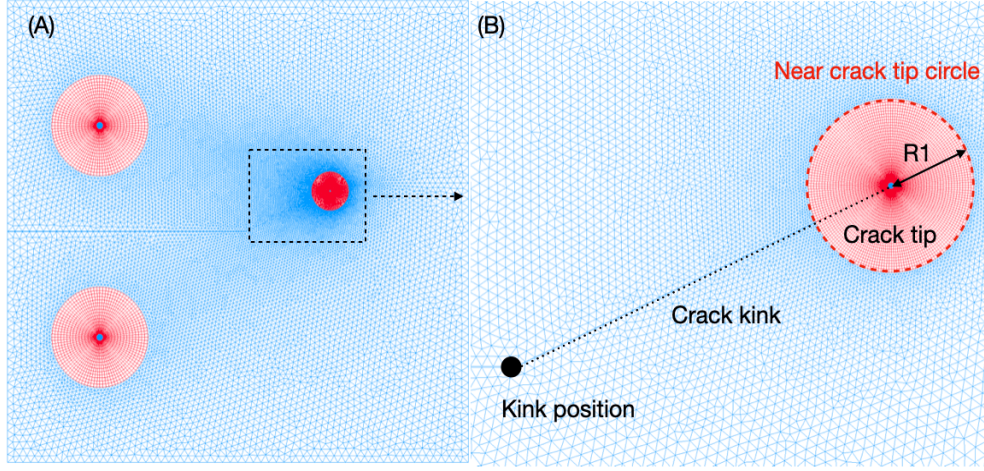 (A)
(B)
Near crack tip circle
R1
Crack tip
Crack kink
Kink position